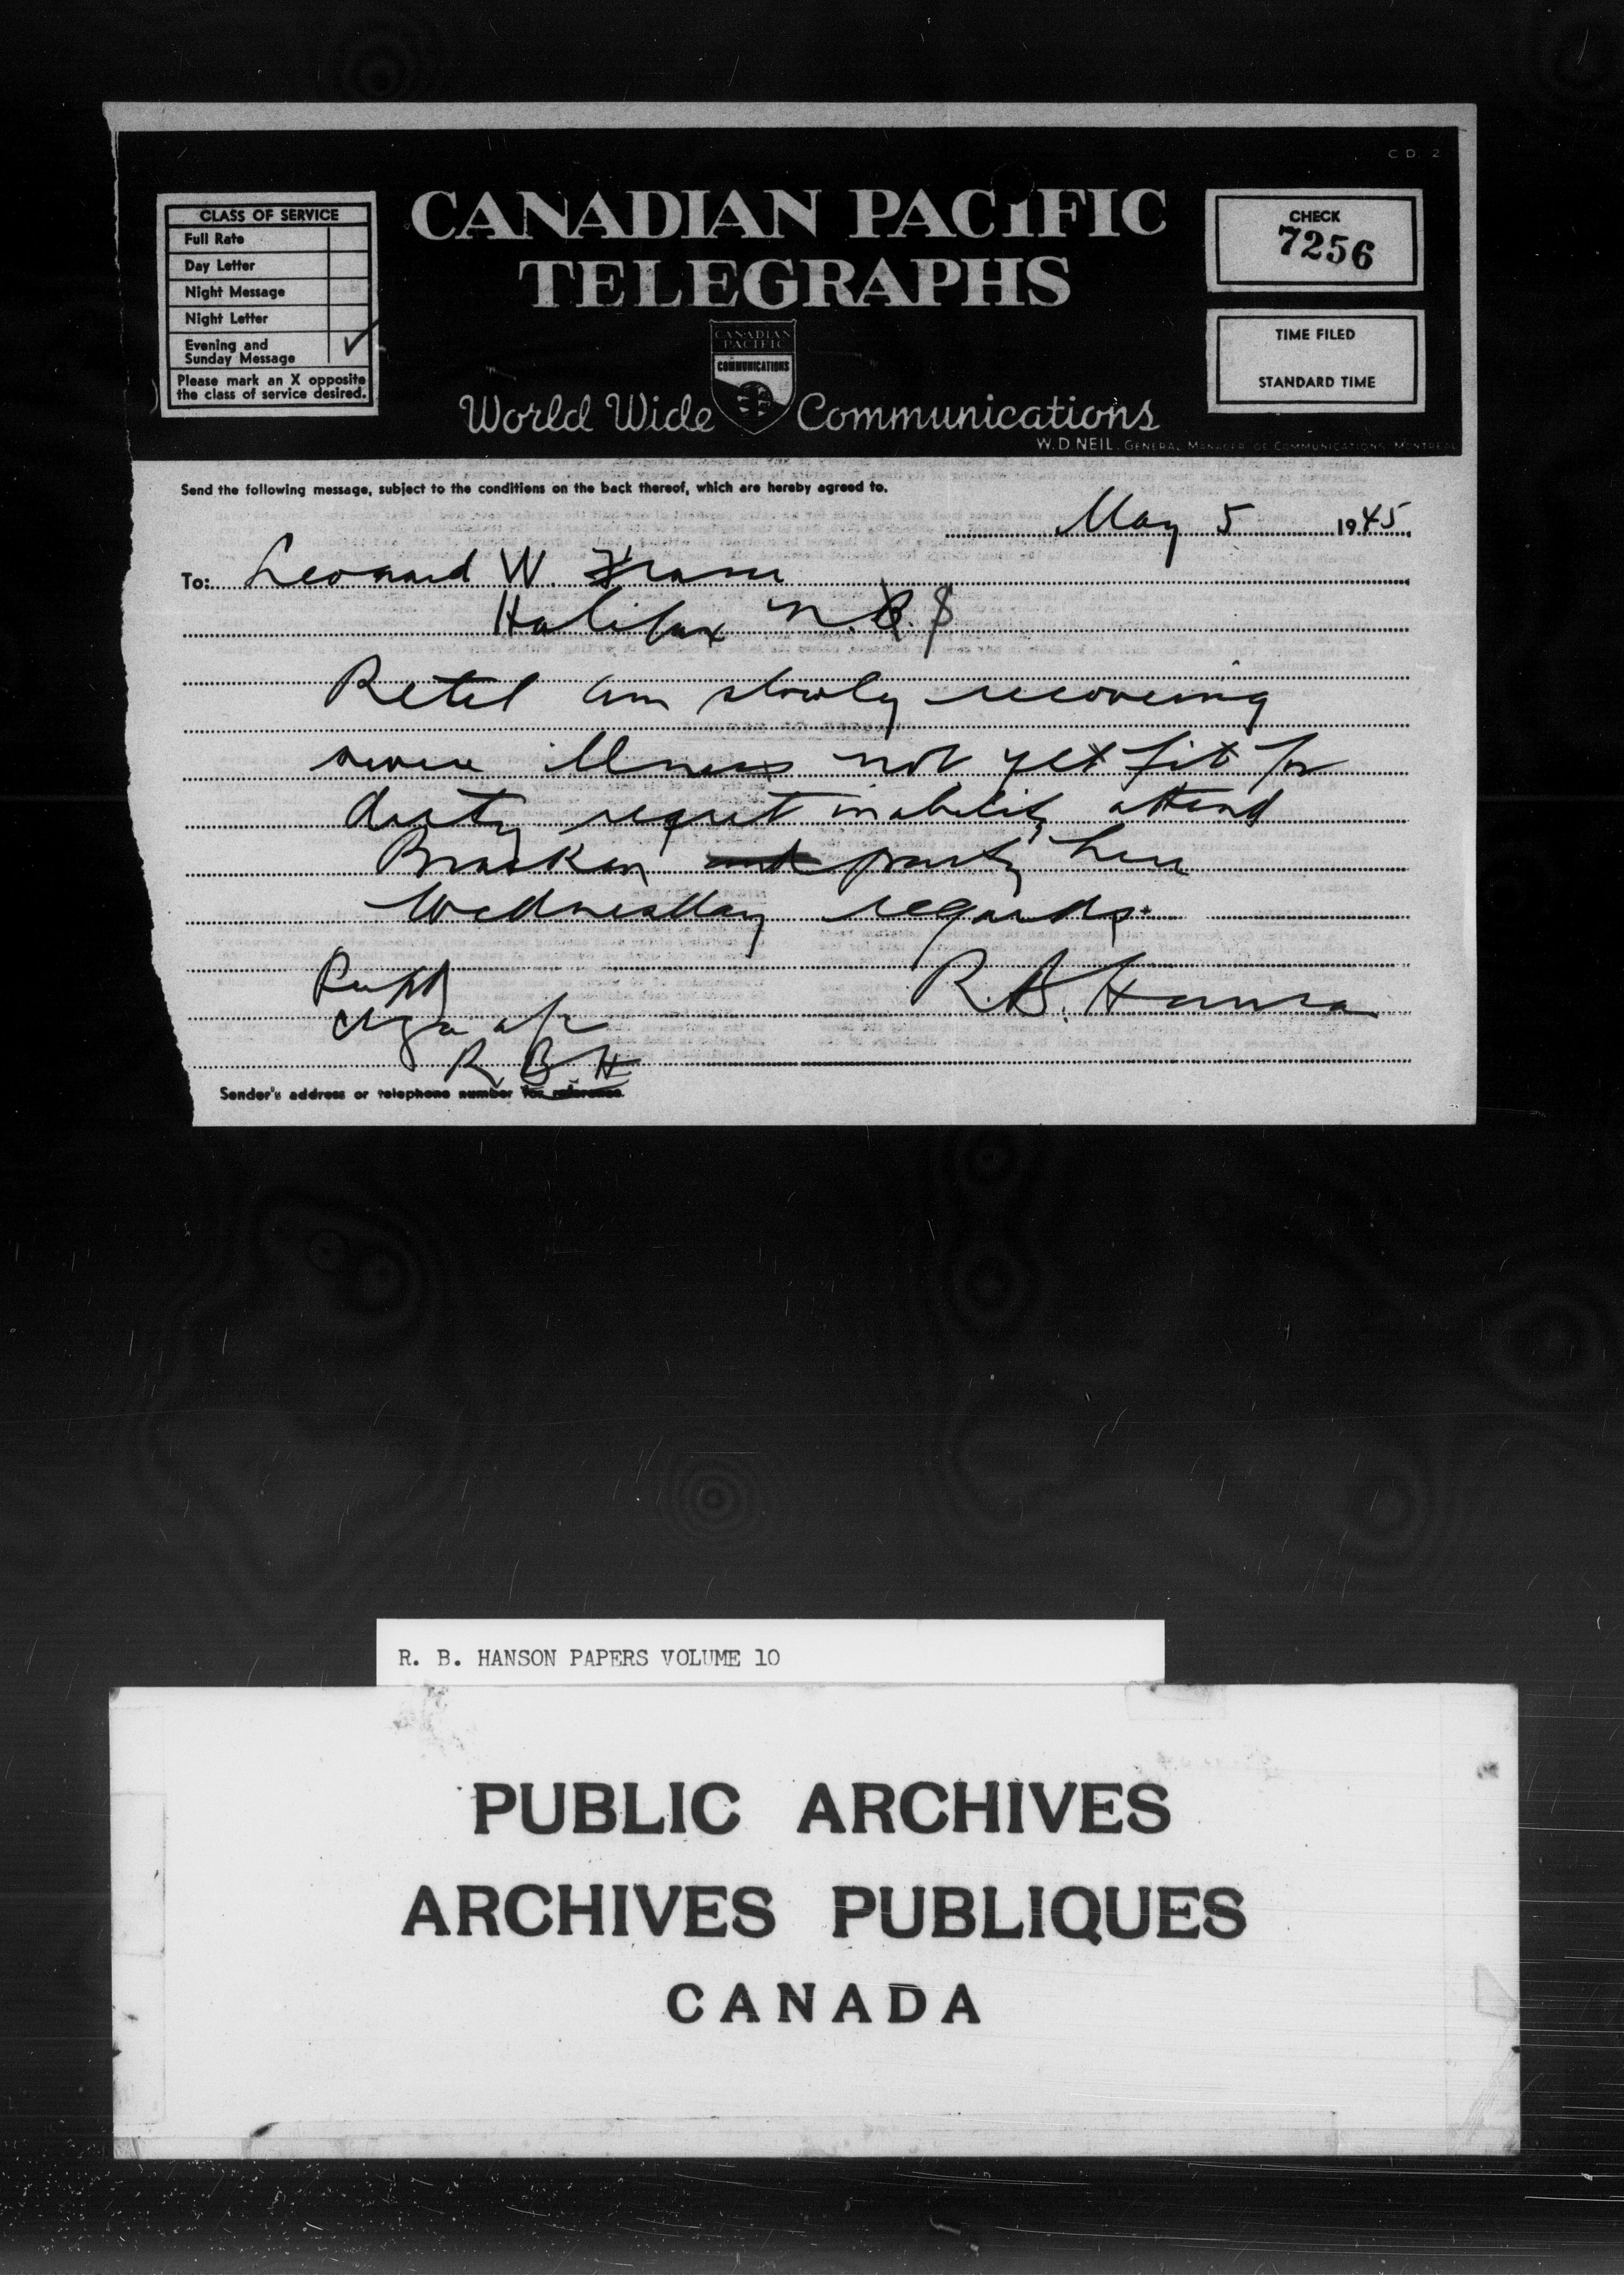 C D. 2
CLASS OF SERVICE
Full Rate
Day Letter
Night Message
Night Letter
Evening and
Sunday Message ✓
Please mark an X opposite
the class of service desired.
CANADIAN PACIFIC
TELEGRAPHS
CANADIAN
PACIFIC
COMMUNICATIONS
World Wide Communications
CHECK
7256
TIME FILED
STANDARD TIME
W. D. NEIL, GENERAL MANAGER OF COMMUNICATIONS, MONTREAL
Send the following message, subject to the conditions on the back thereof, which are hereby agreed to.
May 5 1945
To: Leonard W. Fraser
Halifax N. S
Retel am slowly recovering
severe illness not yet fit for
duty regret inability attend
Bracken party here
Wednesday regards.
R. B. Hanson
Chga a/c
R B H
Sender's address or telephone number for reference
R. B. HANSON PAPERS VOLUME 10
PUBLIC ARCHIVES
ARCHIVES PUBLIQUES
CANADA